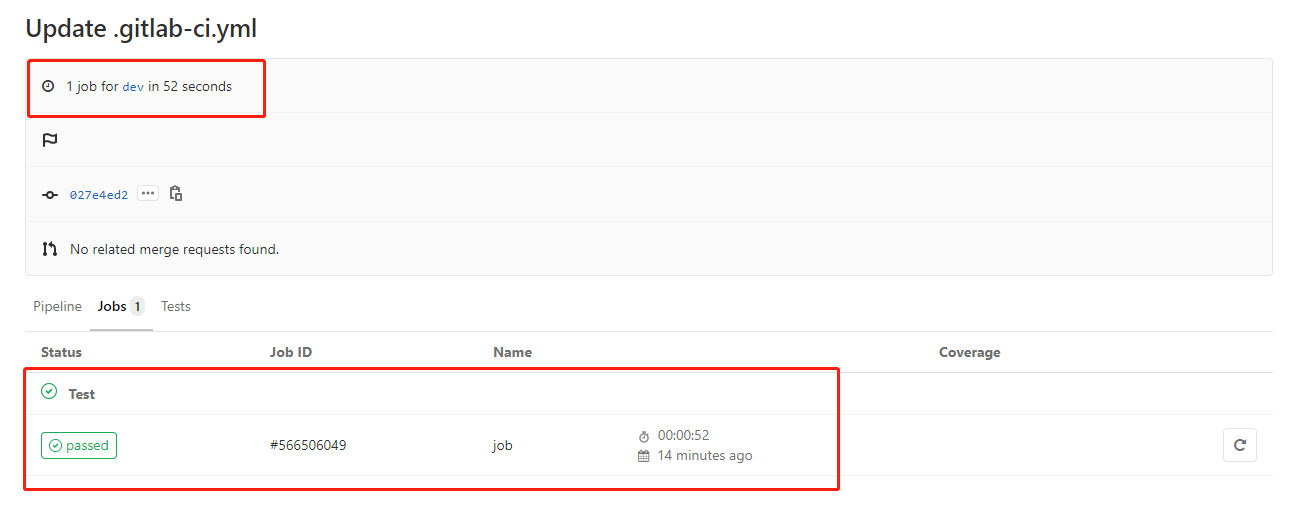 Update .gitlab-ci.yml
1 job for dev in 52 seconds
027e4ed2 ...
No related merge requests found.
Pipeline Jobs 1 Tests
Status Job ID Name Coverage
Test
passed #566506049 job 00:00:52
14 minutes ago